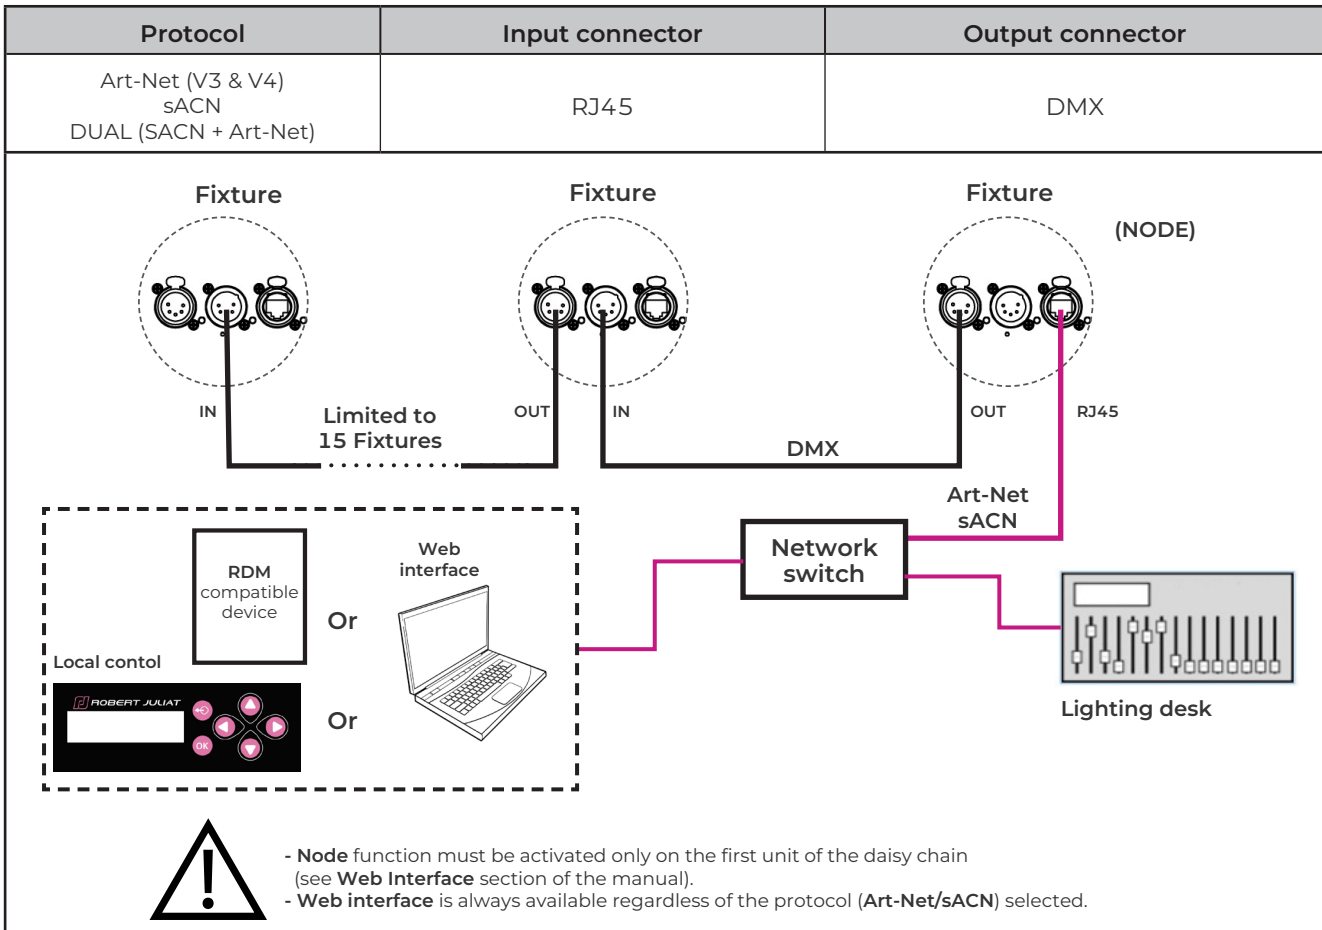 Protocol
Input connector
Output connector
Art-Net (V3 & V4)
sACN
DUAL (SACN + Art-Net)
RJ45
DMX
Fixture
Fixture
Fixture
(NODE)
IN
Limited to
15 Fixtures
OUT
IN
DMX
OUT
RJ45
Art-Net
sACN
Network
switch
RDM
compatible
device
Or
Web
interface
Local contol
ROBERT JULIAT
OK
Or
Lighting desk
- Node function must be activated only on the first unit of the daisy chain
(see Web Interface section of the manual).
- Web interface is always available regardless of the protocol (Art-Net/sACN) selected.